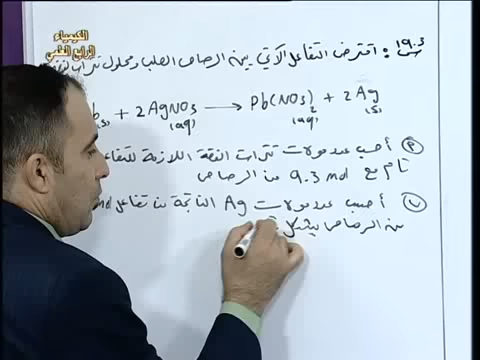 الكيمياء
الرابع العلمي
س 19.3 : افترض التفاعل الآتي بين الرصاص الصلب ومحلول نترات
+ 2AgNO₃ → Pb(NO₃)₂ + 2Ag
(s) (aq) (aq) (s)
(P أحسب عدد مولات نترات الفضة اللازمة للتفاعل
تام مع 9.3 mol من الرصاص
(ب أحسب عدد مولات Ag الناتجة من تفاعل
من الرصاص بشكل